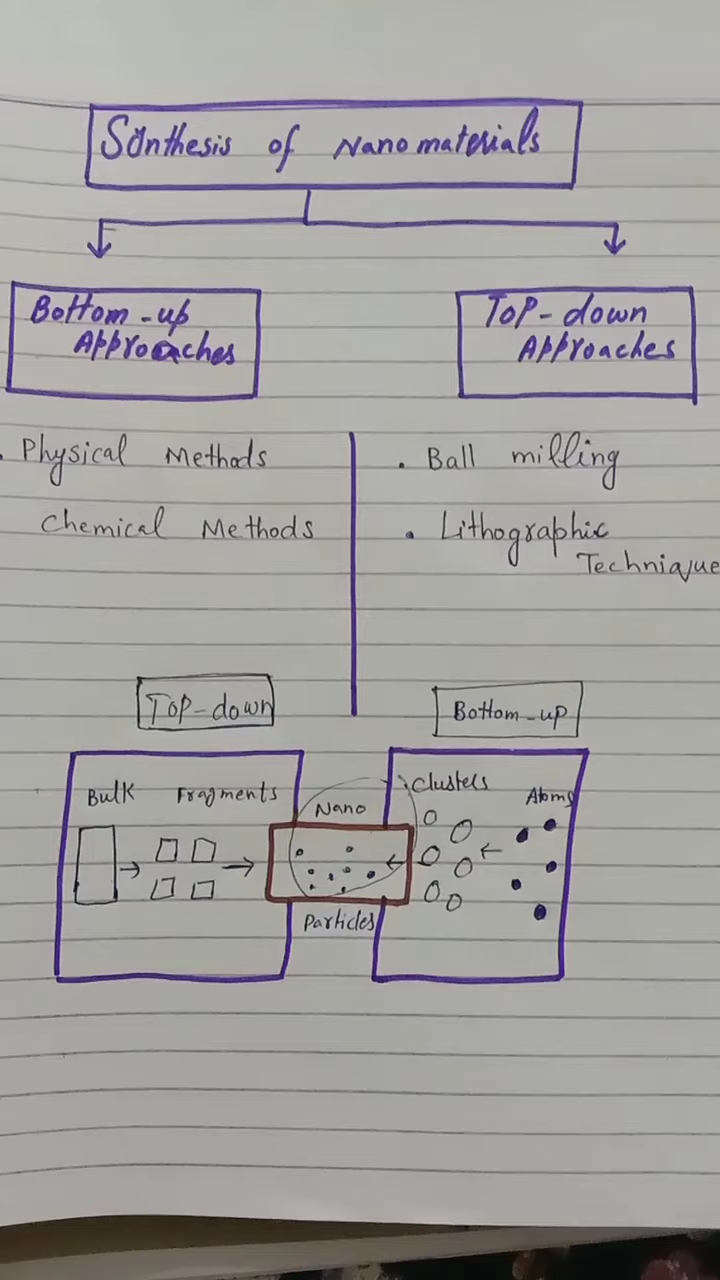 Synthesis of Nanomaterials
Bottom-up
Approaches
Top-down
Approaches
. Physical Methods
Chemical Methods
. Ball milling
. Lithographic
Technique
Top-down
Bottom-up
Bulk Fragments
Nano
Particles
Clusters
Atoms